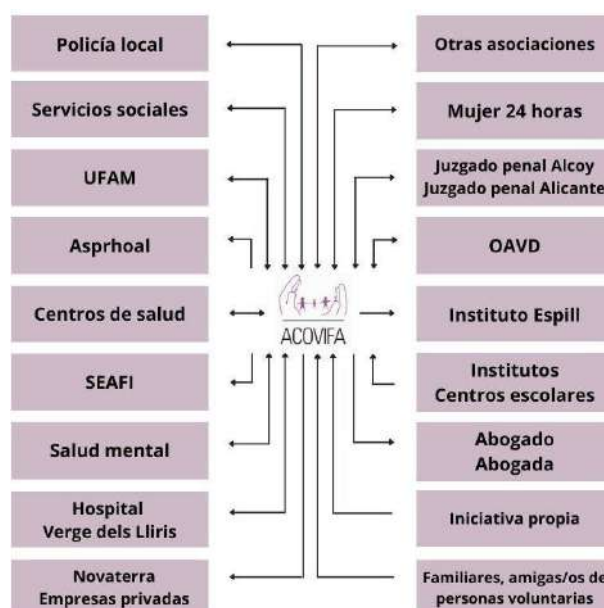 Policía local
Servicios sociales
UFAM
Asprhoal
Centros de salud
SEAFI
Salud mental
Hospital
Verge dels Lliris
Novaterra
Empresas privadas
ACOVIFA
Otras asociaciones
Mujer 24 horas
Juzgado penal Alcoy
Juzgado penal Alicante
OAVD
Instituto Espill
Institutos
Centros escolares
Abogado
Abogada
Iniciativa propia
Familiares, amigas/os de
personas voluntarias